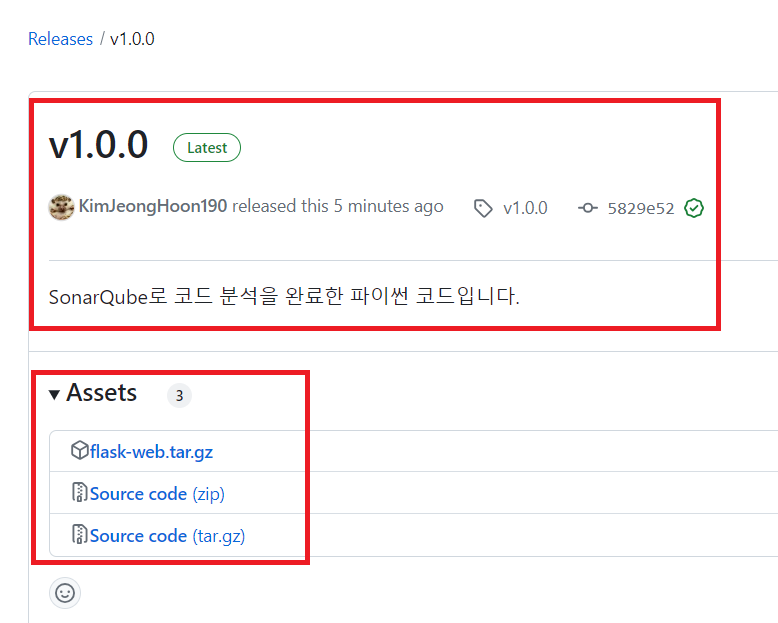 Releases / v1.0.0
v1.0.0 Latest
KimJeongHoon190 released this 5 minutes ago v1.0.0 5829e52
SonarQube로 코드 분석을 완료한 파이썬 코드입니다.
Assets 3
flask-web.tar.gz
Source code (zip)
Source code (tar.gz)